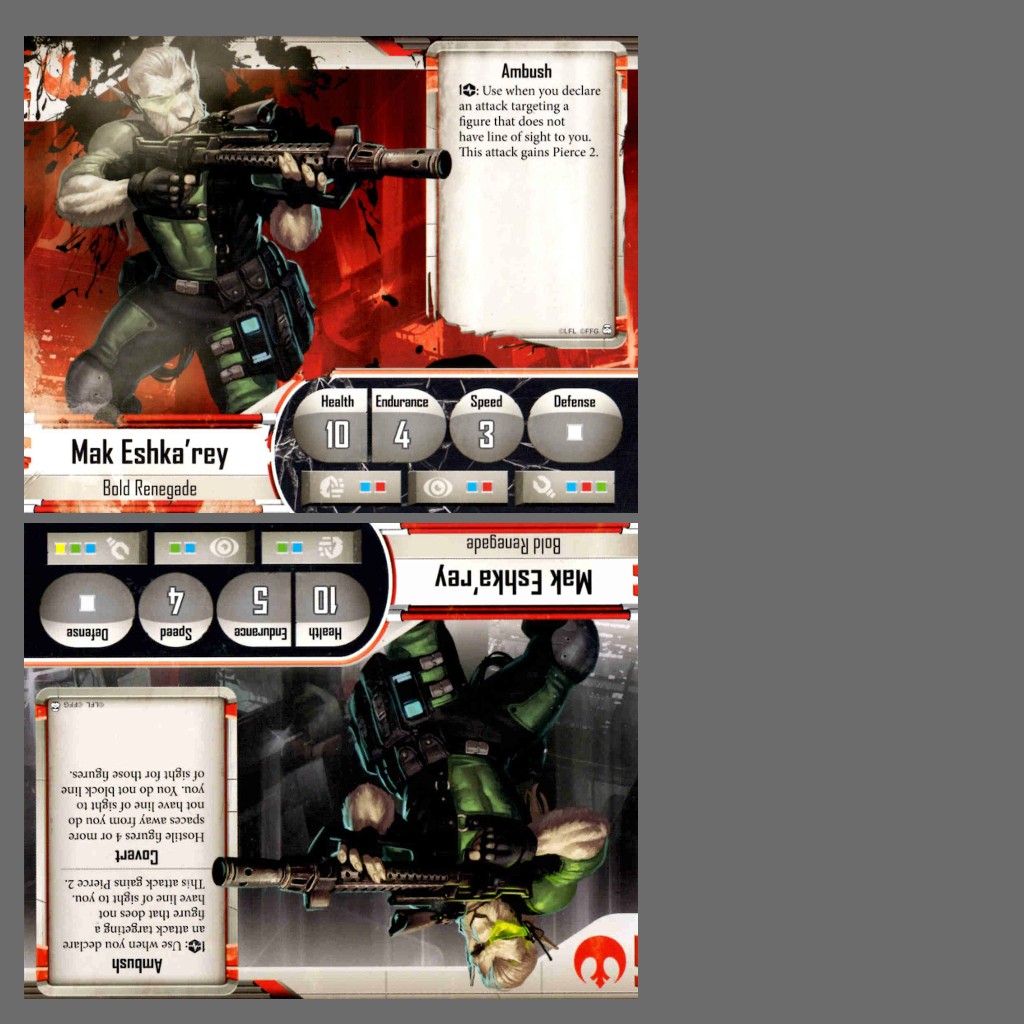 Ambush
: Use when you declare
an attack targeting a
figure that does not
have line of sight to you.
This attack gains Pierce 2.
©LFL ©FFG
Health
Endurance
Speed
Defense
10
4
3
Mak Eshka'rey
Bold Renegade
Mak Eshka'rey
Bold Renegade
Health
Endurance
Speed
Defense
10
5
4
Ambush
: Use when you declare
an attack targeting a
figure that does not
have line of sight to you.
This attack gains Pierce 2.
Covert
Hostile figures 4 or more
spaces away from you do
not have line of sight to
you. You do not block line
of sight for those figures.
©LFL ©FFG